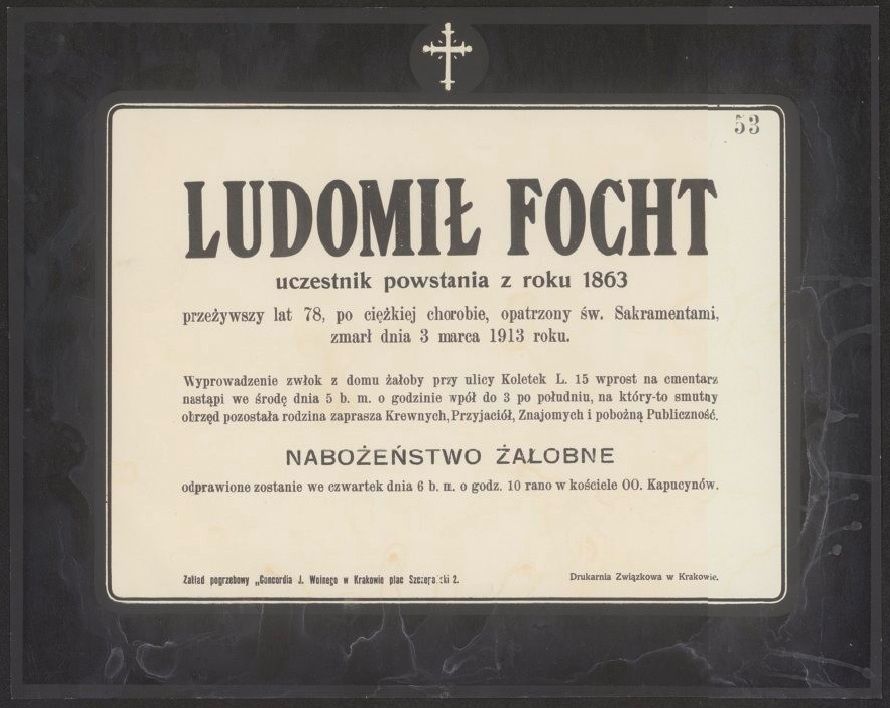 53
LUDOMIŁ FOCHT
uczestnik powstania z roku 1863
przeżywszy lat 78, po ciężkiej chorobie, opatrzony św. Sakramentami,
zmarł dnia 3 marca 1913 roku.
Wyprowadzenie zwłok z domu żałoby przy ulicy Koletek L. 15 wprost na cmentarz
nastąpi we środę dnia 5 b. m. o godzinie wpół do 3 po południu, na który-to smutny
obrzęd pozostała rodzina zaprasza Krewnych, Przyjaciół, Znajomych i pobożną Publiczność.
NABOŻEŃSTWO ŻAŁOBNE
odprawione zostanie we czwartek dnia 6 b. m. o godz. 10 rano w kościele OO. Kapucynów.
Zakład pogrzebowy „Concordia J. Wolnego w Krakowie plac 2.
Drukarnia Związkowa w Krakowie.